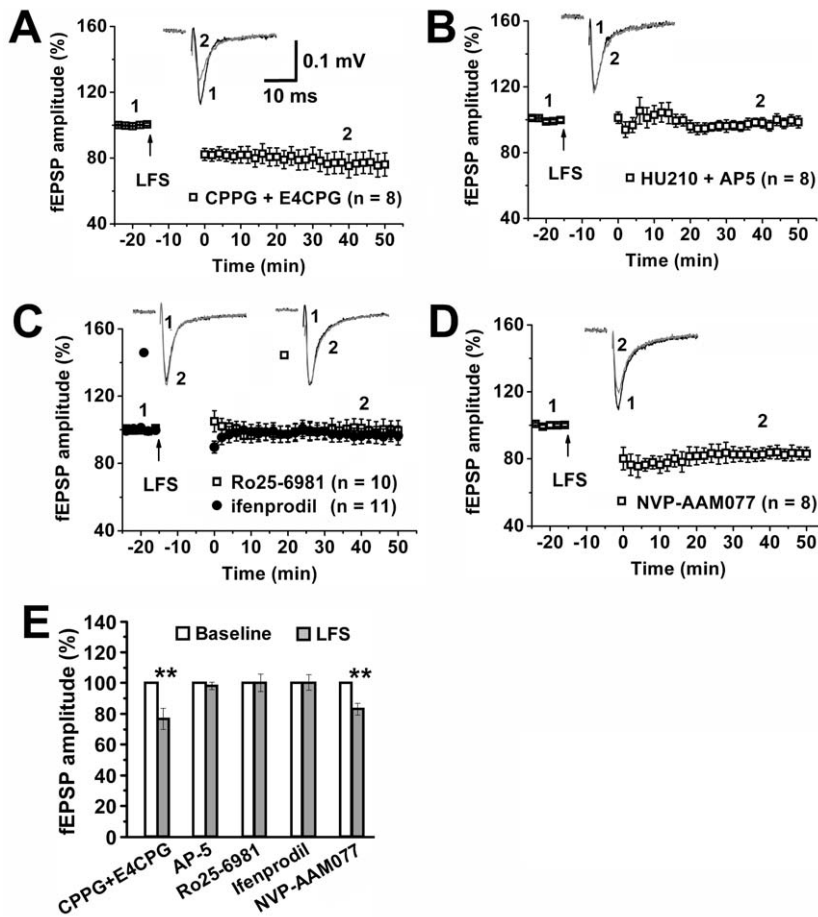 A
160
120
80
40
fEPSP amplitude (%)
2
1
0.1 mV
10 ms
1
2
LFS
CPPG + E4CPG (n = 8)
-20 -10 0 10 20 30 40 50
Time (min)
B
160
120
80
40
fEPSP amplitude (%)
1
2
1
2
LFS
HU210 + AP5 (n = 8)
-20 -10 0 10 20 30 40 50
Time (min)
C
160
120
80
40
fEPSP amplitude (%)
1
2
1
2
1
2
LFS
Ro25-6981 (n = 10)
ifenprodil (n = 11)
-20 -10 0 10 20 30 40 50
Time (min)
D
160
120
80
40
fEPSP amplitude (%)
2
1
1
2
LFS
NVP-AAM077 (n = 8)
-20 -10 0 10 20 30 40 50
Time (min)
E
140
120
100
80
60
40
20
0
fEPSP amplitude (%)
Baseline LFS
** **
CPPG+E4CPG
AP-5
Ro25-6981
Ifenprodil
NVP-AAM077